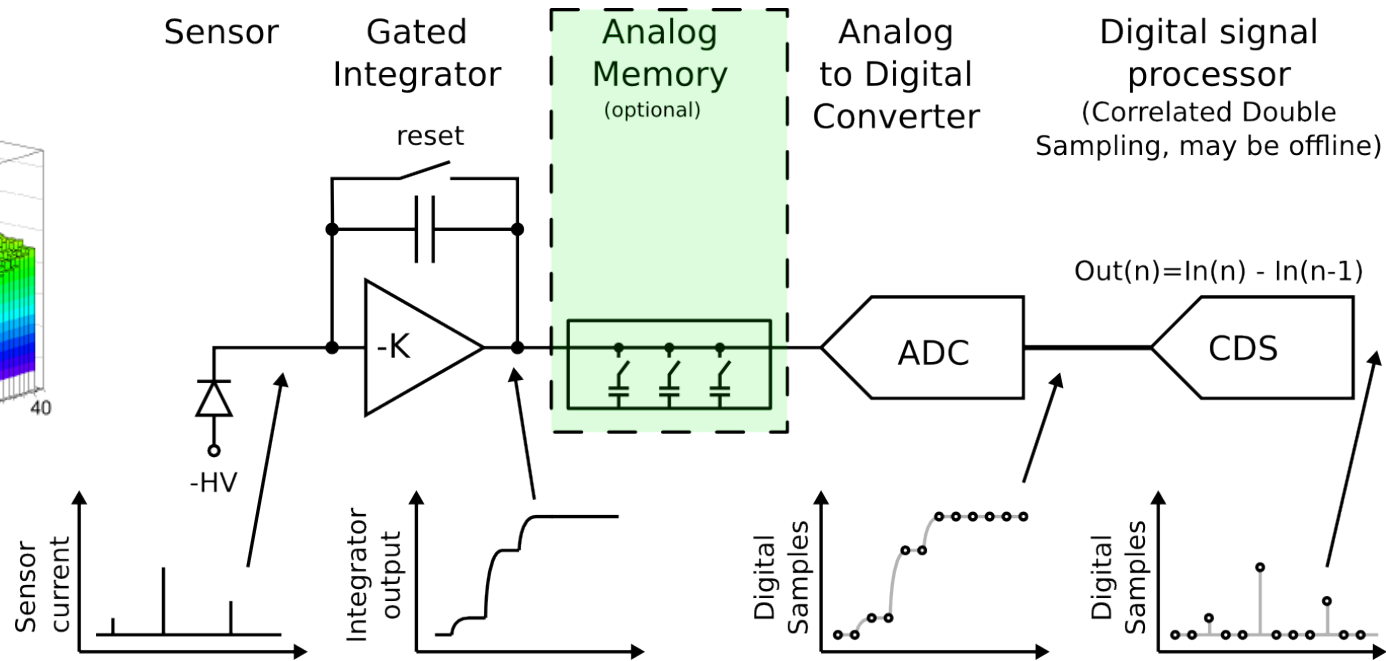 Sensor
Gated
Integrator
reset
Analog
Memory
(optional)
Analog
to Digital
Converter
Digital signal
processor
(Correlated Double
Sampling, may be offline)
40
-K
-HV
ADC
Out(n)=In(n) - In(n-1)
CDS
Sensor
current
Integrator
output
Digital
Samples
Digital
Samples